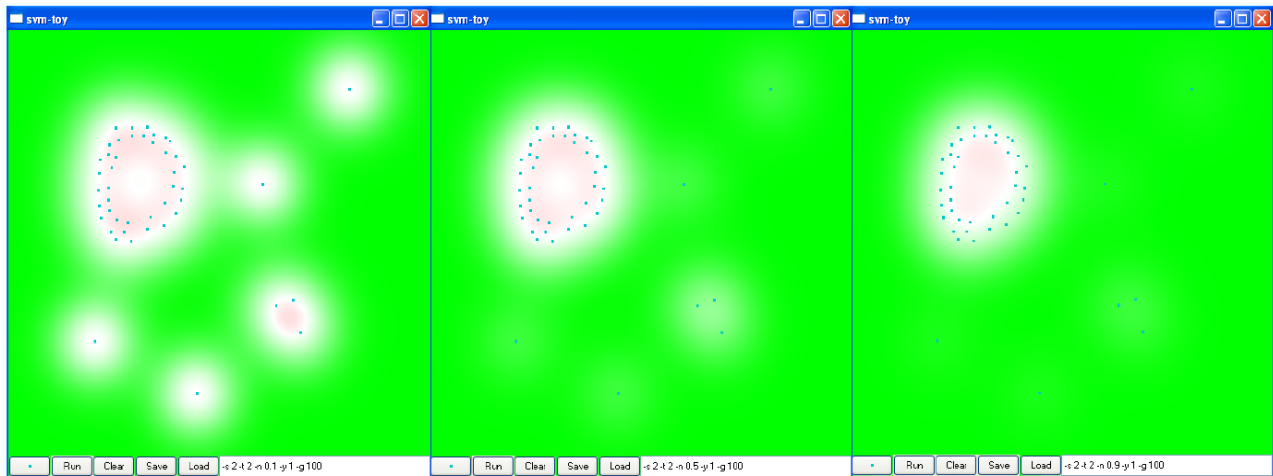 svm-toy
svm-toy
svm-toy
Run Clear Save Load -s 2 -t 2 -n 0.1 -y 1 -g 100
Run Clear Save Load -s 2 -t 2 -n 0.5 -y 1 -g 100
Run Clear Save Load -s 2 -t 2 -n 0.9 -y 1 -g 100